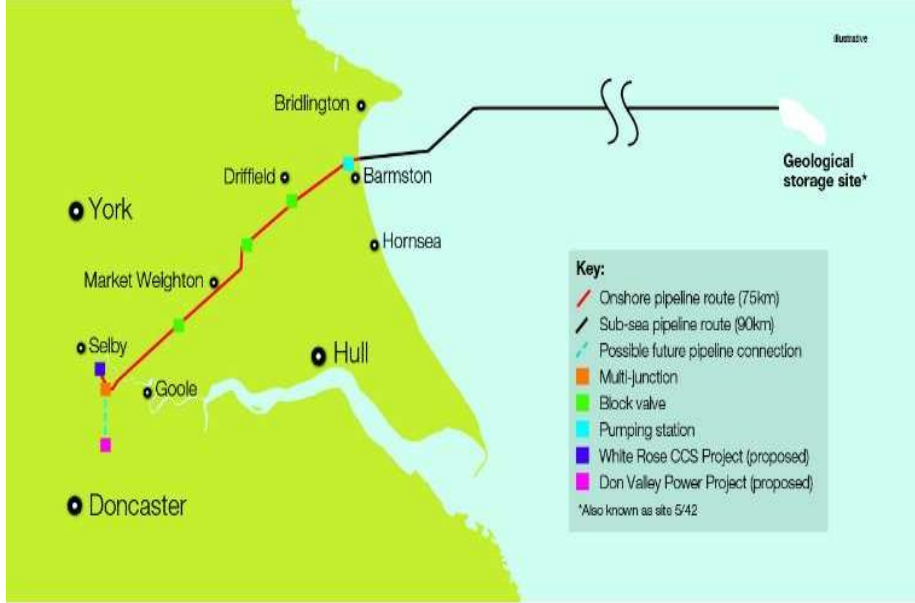 illustrative
Bridlington
Geological
storage site*
Driffield
Barmston
York
Hornsea
Market Weighton
Key:
Onshore pipeline route (75km)
Sub-sea pipeline route (90km)
Possible future pipeline connection
Multi-junction
Block valve
Pumping station
White Rose CCS Project (proposed)
Don Valley Power Project (proposed)
*Also known as site 5/42
Selby
Hull
Goole
Doncaster